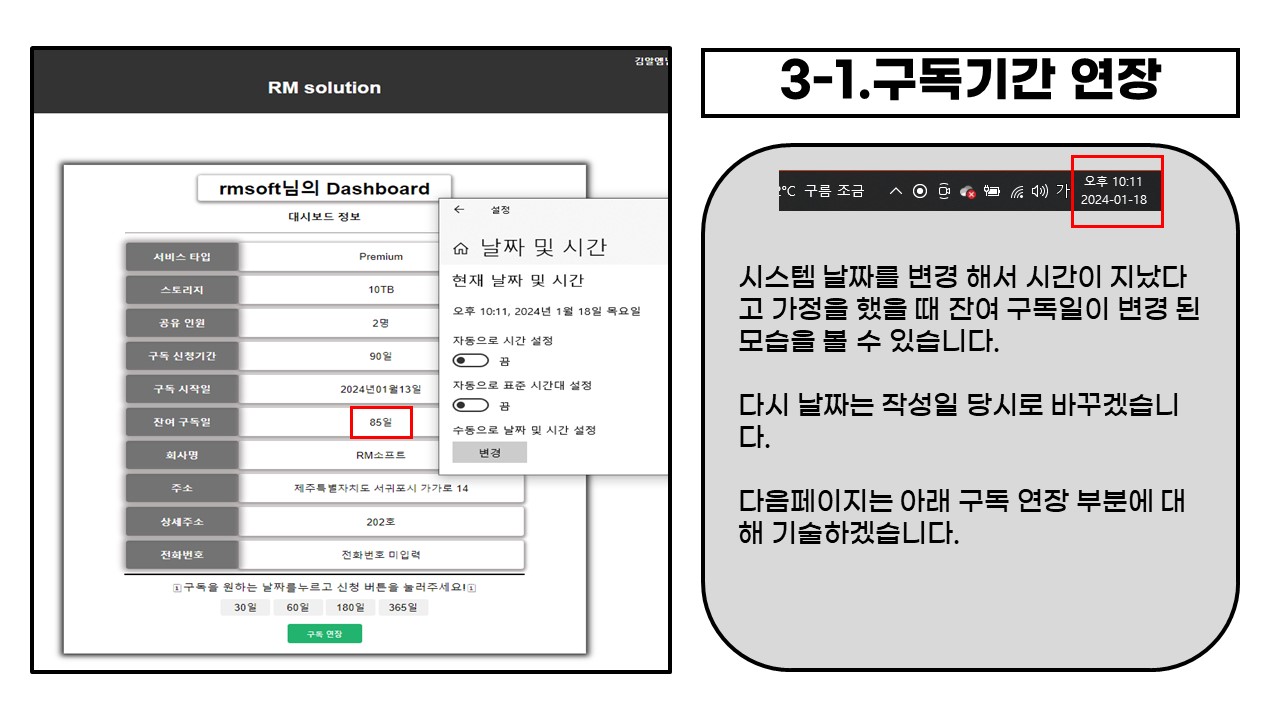 김알엠
RM solution
rmsoft님의 Dashboard
대시보드 정보
서비스 타입 Premium
스토리지 10TB
공유 인원 2명
구독 신청기간 90일
구독 시작일 2024년01월13일
잔여 구독일 85일
회사명 RM소프트
주소 제주특별자치도 서귀포시 가가로 14
상세주소 202호
전화번호 전화번호 미입력
구독을 원하는 날짜를누르고 신청 버튼을 눌러주세요!
30일 60일 180일 365일
구독 연장
← 설정
날짜 및 시간
현재 날짜 및 시간
오후 10:11, 2024년 1월 18일 목요일
자동으로 시간 설정
끔
자동으로 표준 시간대 설정
끔
수동으로 날짜 및 시간 설정
변경
3-1.구독기간 연장
2°C 구름 조금 가 오후 10:11
2024-01-18
시스템 날짜를 변경 해서 시간이 지났다
고 가정을 했을 때 잔여 구독일이 변경 된
모습을 볼 수 있습니다.
다시 날짜는 작성일 당시로 바꾸겠습니
다.
다음페이지는 아래 구독 연장 부분에 대
해 기술하겠습니다.